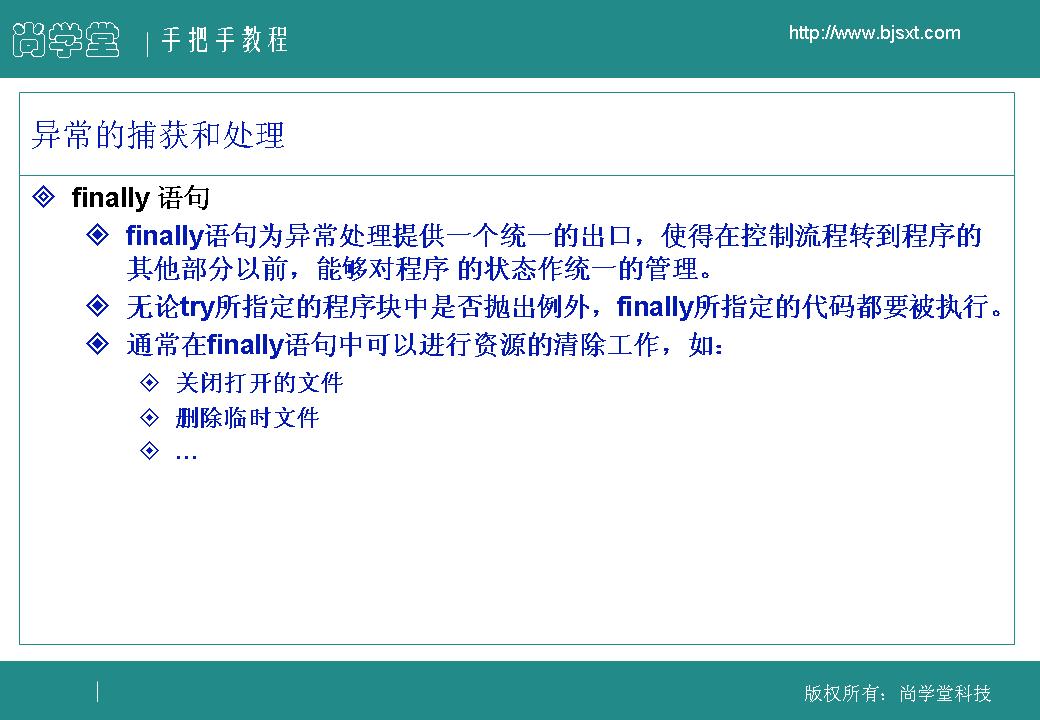 尚学堂 手把手教程 http://www.bjsxt.com
异常的捕获和处理
finally 语句
finally语句为异常处理提供一个统一的出口，使得在控制流程转到程序的
其他部分以前，能够对程序 的状态作统一的管理。
无论try所指定的程序块中是否抛出例外，finally所指定的代码都要被执行。
通常在finally语句中可以进行资源的清除工作，如：
关闭打开的文件
删除临时文件
…
版权所有：尚学堂科技